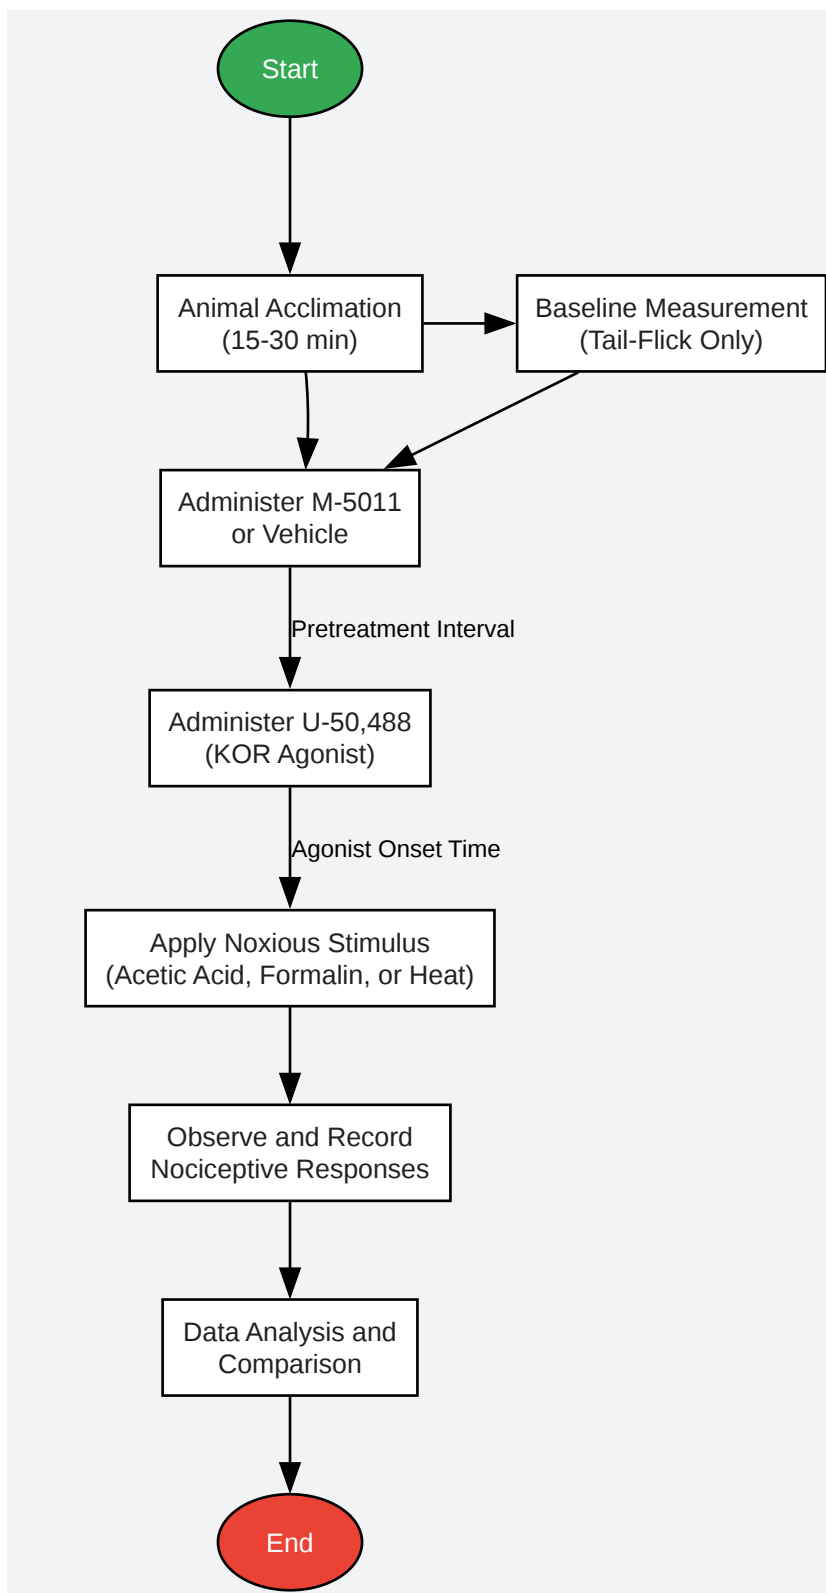 Start
Animal Acclimation
(15-30 min)
Baseline Measurement
(Tail-Flick Only)
Administer M-5011
or Vehicle
Pretreatment Interval
Administer U-50,488
(KOR Agonist)
Agonist Onset Time
Apply Noxious Stimulus
(Acetic Acid, Formalin, or Heat)
Observe and Record
Nociceptive Responses
Data Analysis and
Comparison
End